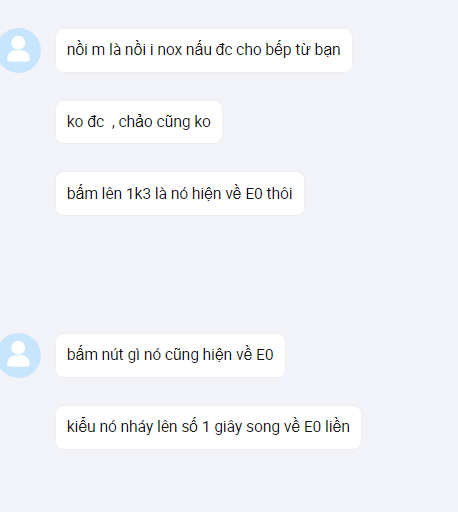 nồi m là nồi i nox nấu đc cho bếp từ bạn
ko đc , chảo cũng ko
bấm lên 1k3 là nó hiện về E0 thôi
bấm nút gì nó cũng hiện về E0
kiểu nó nháy lên số 1 giây song về E0 liền